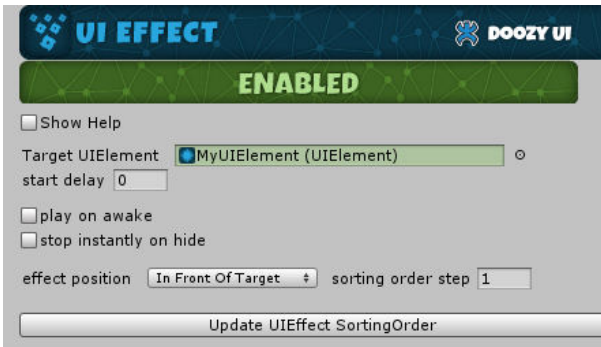 UI EFFECT DOOZY UI
ENABLED
Show Help
Target UIElement MyUIElement (UIElement)
start delay 0
play on awake
stop instantly on hide
effect position In Front Of Target sorting order step 1
Update UIEffect SortingOrder